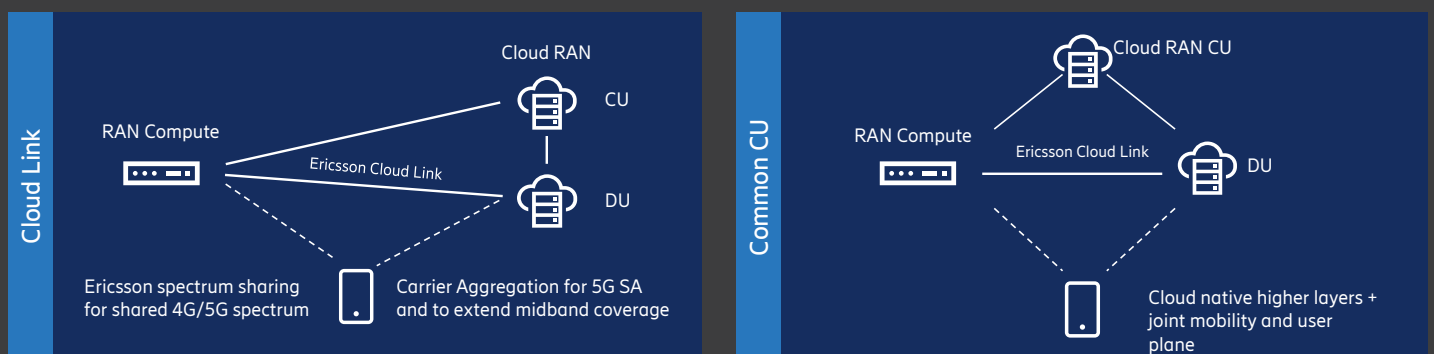 Cloud Link
Cloud RAN
CU
RAN Compute
Ericsson Cloud Link
DU
Ericsson spectrum sharing
for shared 4G/5G spectrum
Carrier Aggregation for 5G SA
and to extend midband coverage
Common CU
Cloud RAN CU
RAN Compute
Ericsson Cloud Link
DU
Cloud native higher layers +
joint mobility and user
plane